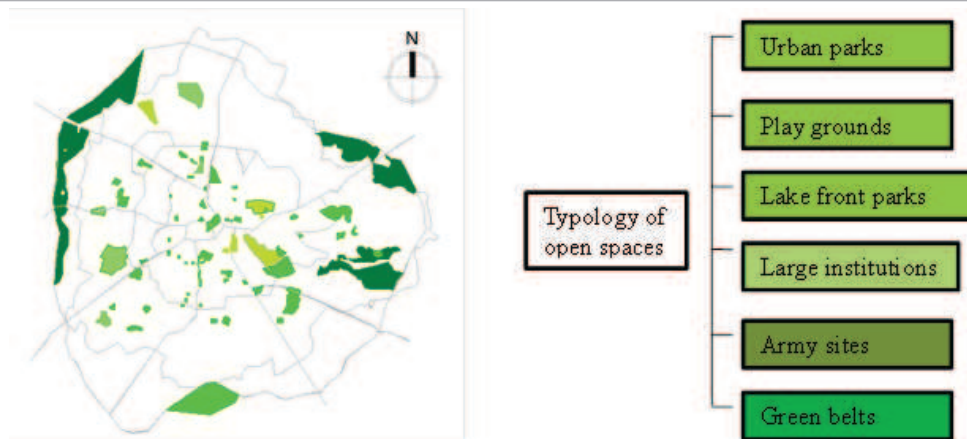 N
Urban parks
Play grounds
Lake front parks
Typology of
open spaces
Large institutions
Army sites
Green belts